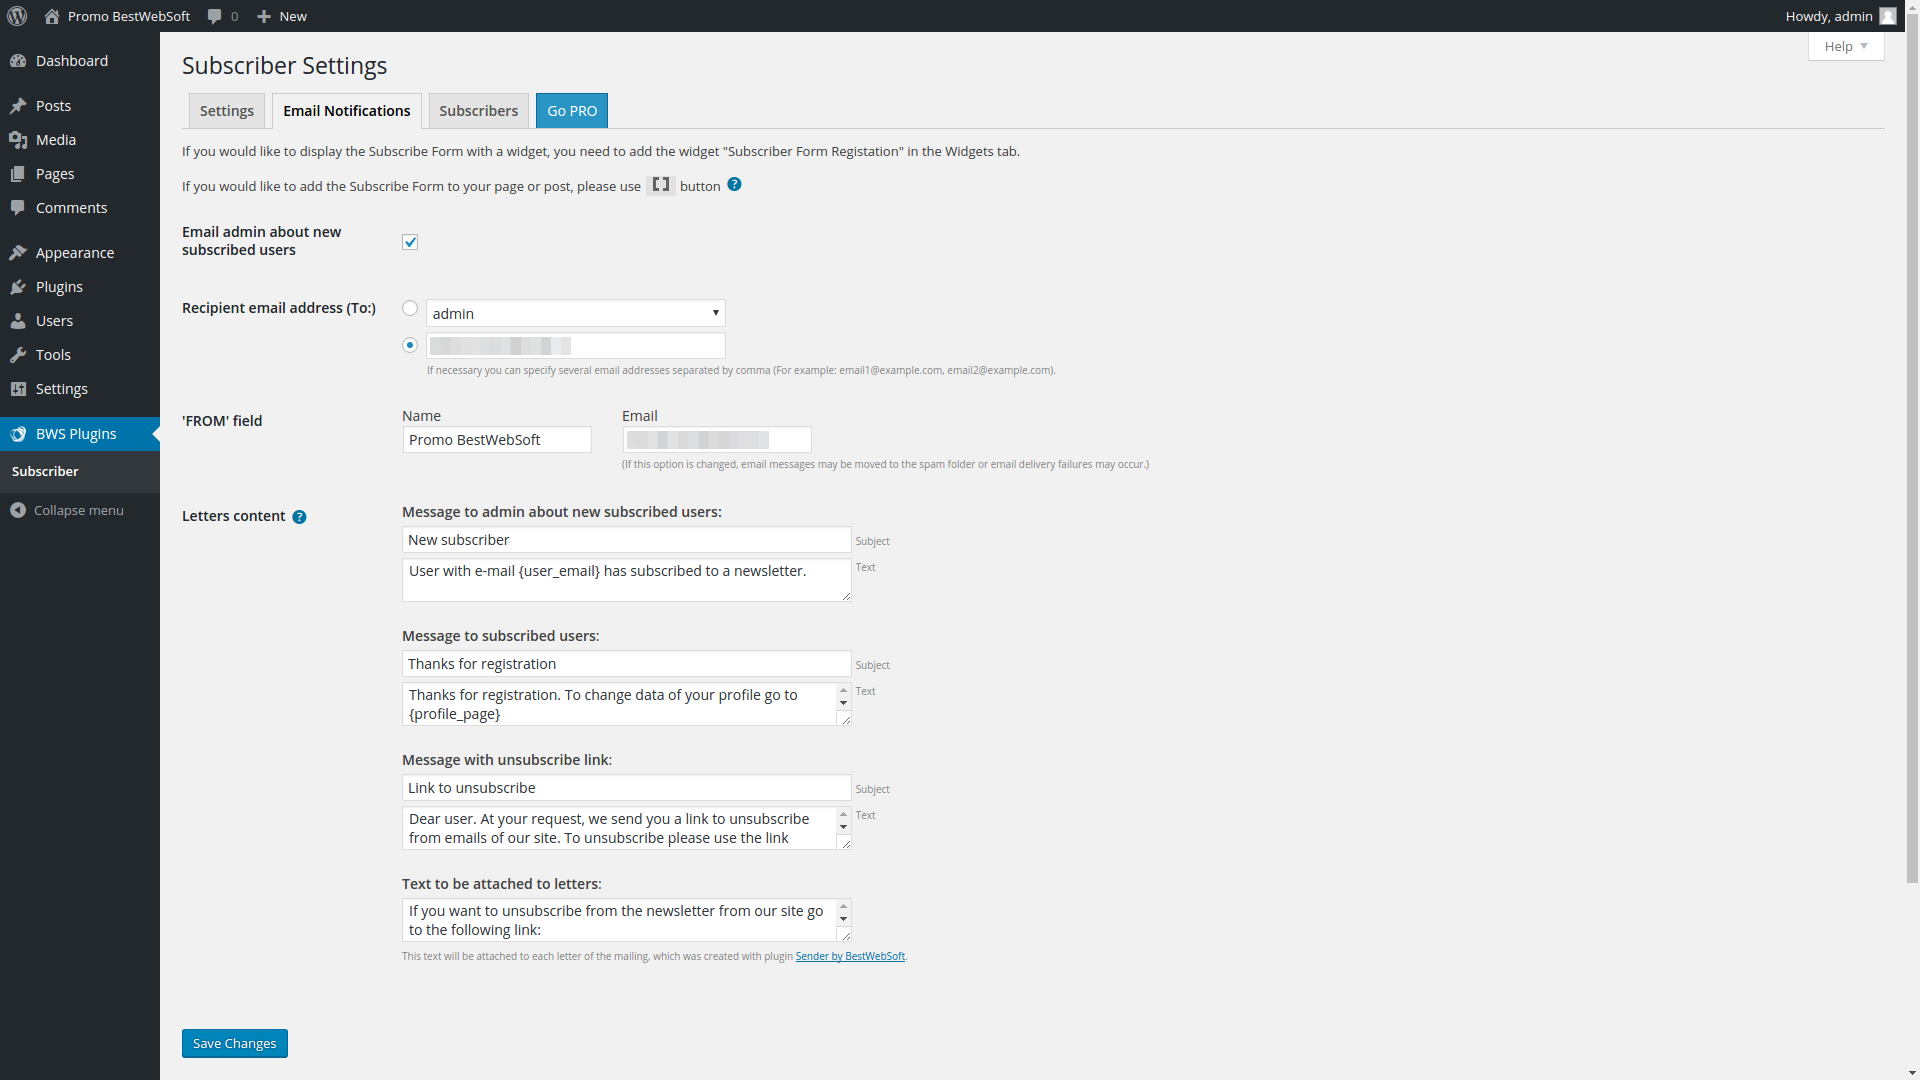 Promo BestWebSoft 0 New Howdy, admin
Help
Dashboard
Posts
Media
Pages
Comments
Appearance
Plugins
Users
Tools
Settings
BWS Plugins
Subscriber
Collapse menu
Subscriber Settings
Settings Email Notifications Subscribers Go PRO
If you would like to display the Subscribe Form with a widget, you need to add the widget "Subscriber Form Registation" in the Widgets tab.
If you would like to add the Subscribe Form to your page or post, please use [] button ?
Email admin about new
subscribed users
Recipient email address (To:)
admin
If necessary you can specify several email addresses separated by comma (For example: email1@example.com, email2@example.com).
'FROM' field
Name Email
Promo BestWebSoft
(If this option is changed, email messages may be moved to the spam folder or email delivery failures may occur.)
Letters content ?
Message to admin about new subscribed users:
New subscriber Subject
User with e-mail {user_email} has subscribed to a newsletter. Text
Message to subscribed users:
Thanks for registration Subject
Thanks for registration. To change data of your profile go to Text
{profile_page}
Message with unsubscribe link:
Link to unsubscribe Subject
Dear user. At your request, we send you a link to unsubscribe Text
from emails of our site. To unsubscribe please use the link
Text to be attached to letters:
If you want to unsubscribe from the newsletter from our site go
to the following link:
This text will be attached to each letter of the mailing, which was created with plugin Sender by BestWebSoft.
Save Changes